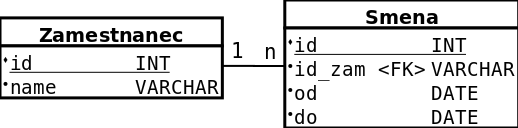 Zamestnanec
id INT
name VARCHAR
1 n
Smena
id INT
id_zam <FK> VARCHAR
od DATE
do DATE